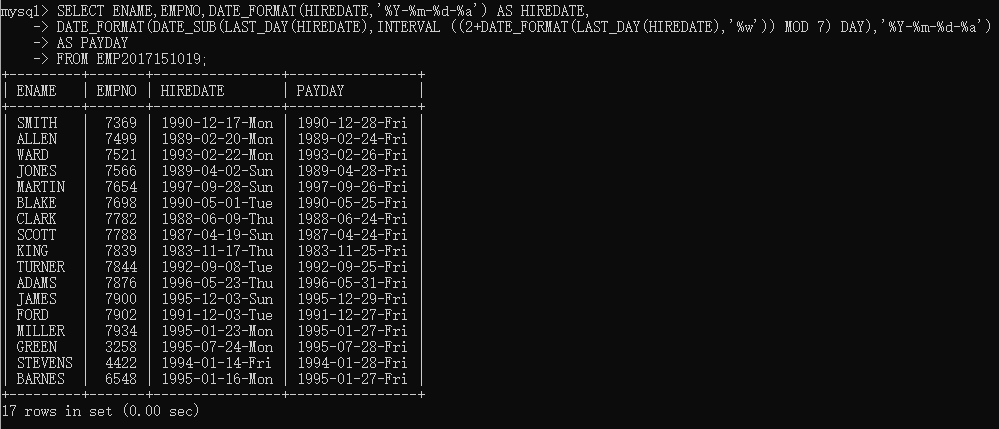 mysql> SELECT ENAME,EMPNO,DATE_FORMAT(HIREDATE,'%Y-%m-%d-%a') AS HIREDATE,
    -> DATE_FORMAT(DATE_SUB(LAST_DAY(HIREDATE),INTERVAL ((2+DATE_FORMAT(LAST_DAY(HIREDATE),'%w')) MOD 7) DAY),'%Y-%m-%d-%a')
    -> AS PAYDAY
    -> FROM EMP2017151019;
+---------+-------+----------------+----------------+
| ENAME   | EMPNO | HIREDATE       | PAYDAY         |
+---------+-------+----------------+----------------+
| SMITH   |  7369 | 1990-12-17-Mon | 1990-12-28-Fri |
| ALLEN   |  7499 | 1989-02-20-Mon | 1989-02-24-Fri |
| WARD    |  7521 | 1993-02-22-Mon | 1993-02-26-Fri |
| JONES   |  7566 | 1989-04-02-Sun | 1989-04-28-Fri |
| MARTIN  |  7654 | 1997-09-28-Sun | 1997-09-26-Fri |
| BLAKE   |  7698 | 1990-05-01-Tue | 1990-05-25-Fri |
| CLARK   |  7782 | 1988-06-09-Thu | 1988-06-24-Fri |
| SCOTT   |  7788 | 1987-04-19-Sun | 1987-04-24-Fri |
| KING    |  7839 | 1983-11-17-Thu | 1983-11-25-Fri |
| TURNER  |  7844 | 1992-09-08-Tue | 1992-09-25-Fri |
| ADAMS   |  7876 | 1996-05-23-Thu | 1996-05-31-Fri |
| JAMES   |  7900 | 1995-12-03-Sun | 1995-12-29-Fri |
| FORD    |  7902 | 1991-12-03-Tue | 1991-12-27-Fri |
| MILLER  |  7934 | 1995-01-23-Mon | 1995-01-27-Fri |
| GREEN   |  3258 | 1995-07-24-Mon | 1995-07-28-Fri |
| STEVENS |  4422 | 1994-01-14-Fri | 1994-01-28-Fri |
| BARNES  |  6548 | 1995-01-16-Mon | 1995-01-27-Fri |
+---------+-------+----------------+----------------+
17 rows in set (0.00 sec)